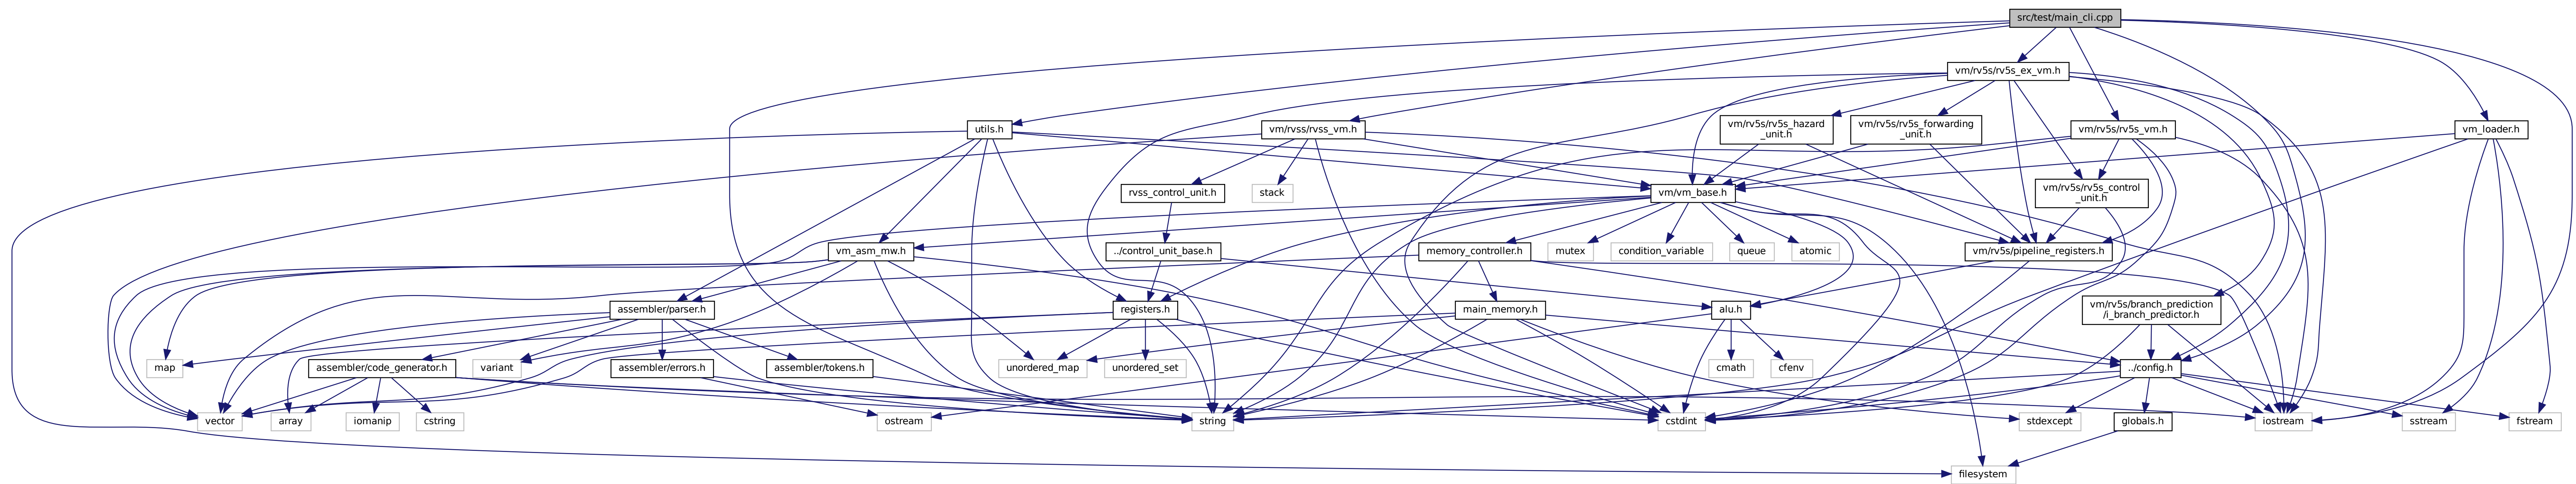 src/test/main_cli.cpp
vm/rv5s/rv5s_ex_vm.h
utils.h
vm/rvss/rvss_vm.h
vm/rv5s/rv5s_hazard
_unit.h
vm/rv5s/rv5s_forwarding
_unit.h
vm/rv5s/rv5s_vm.h
vm_loader.h
rvss_control_unit.h
stack
vm/vm_base.h
vm/rv5s/rv5s_control
_unit.h
vm_asm_mw.h
../control_unit_base.h
memory_controller.h
mutex
condition_variable
queue
atomic
vm/rv5s/pipeline_registers.h
assembler/parser.h
registers.h
main_memory.h
alu.h
vm/rv5s/branch_prediction
/i_branch_predictor.h
map
assembler/code_generator.h
variant
assembler/errors.h
assembler/tokens.h
unordered_map
unordered_set
cmath
cfenv
../config.h
vector
array
iomanip
cstring
string
ostream
cstdint
stdexcept
globals.h
iostream
sstream
fstream
filesystem